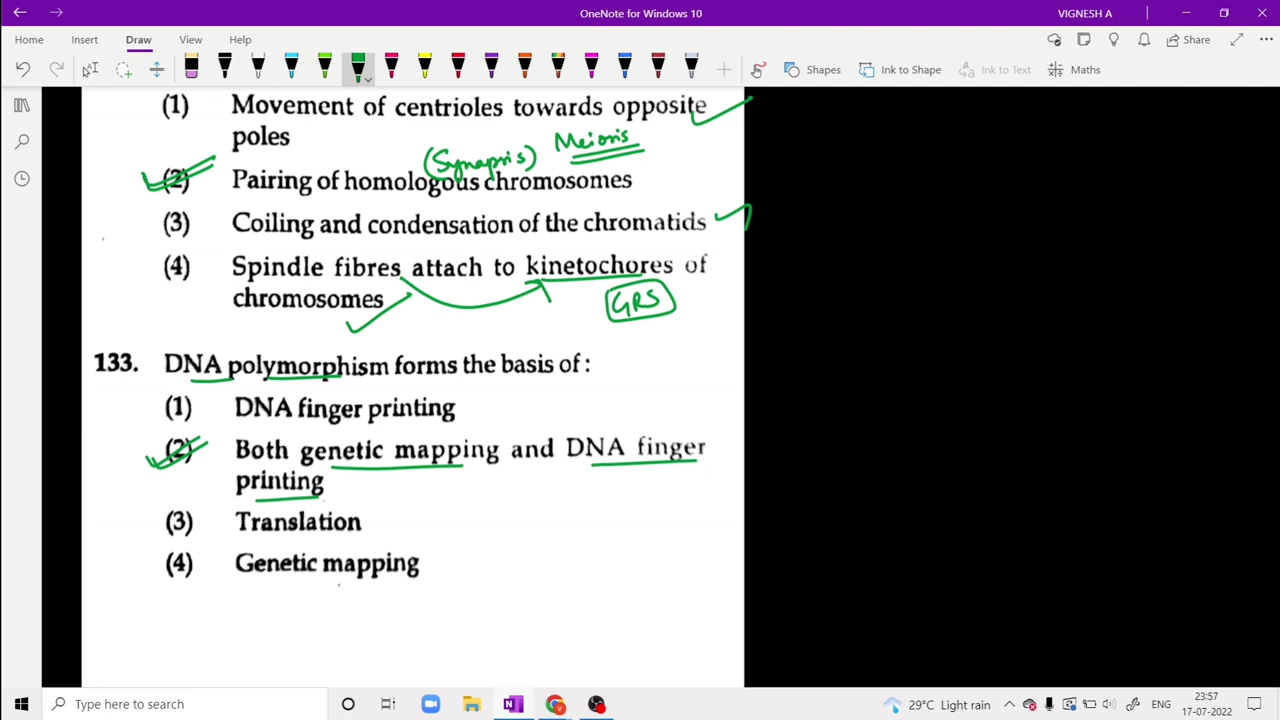 OneNote for Windows 10
VIGNESH A
Home Insert Draw View Help
Share
Shapes Ink to Shape Ink to Text Maths
(1) Movement of centrioles towards opposite
poles
Meiosis
(Synapsis)
(2) Pairing of homologous chromosomes
(3) Coiling and condensation of the chromatids
(4) Spindle fibres attach to kinetochores of
chromosomes
GRS
133. DNA polymorphism forms the basis of :
(1) DNA finger printing
(2) Both genetic mapping and DNA finger
printing
(3) Translation
(4) Genetic mapping
Type here to search
29°C Light rain
ENG
23:57
17-07-2022